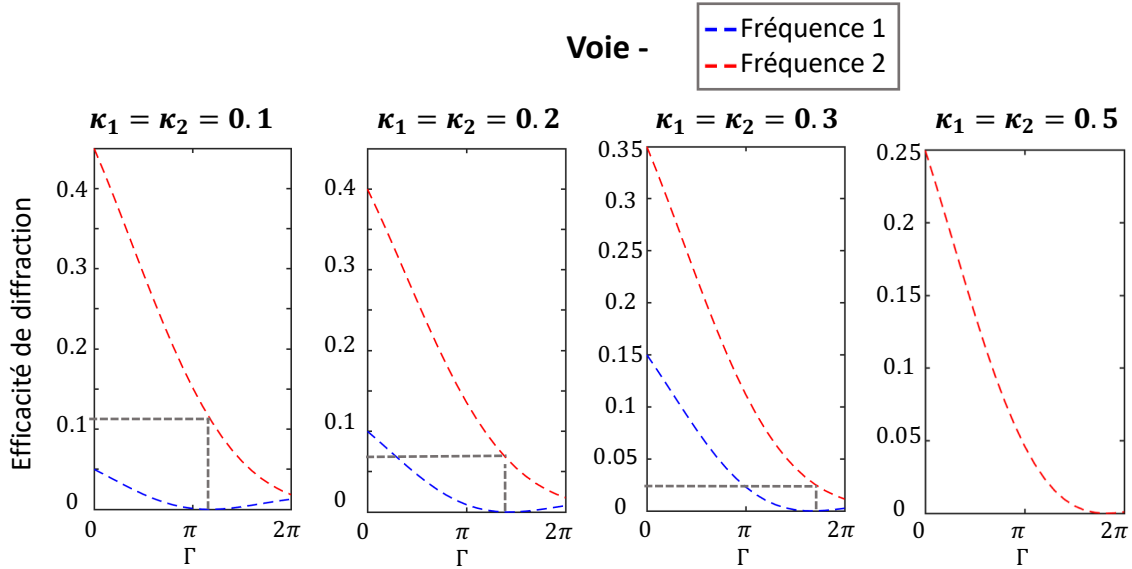 Voie -
Fréquence 1
Fréquence 2
κ₁ = κ₂ = 0.1
κ₁ = κ₂ = 0.2
κ₁ = κ₂ = 0.3
κ₁ = κ₂ = 0.5
Efficacité de diffraction
0.4
0.3
0.2
0.1
0
0 π 2π
Γ
0.4
0.3
0.2
0.1
0
0 π 2π
Γ
0.35
0.3
0.25
0.2
0.15
0.1
0.05
0
0 π 2π
Γ
0.25
0.2
0.15
0.1
0.05
0
0 π 2π
Γ